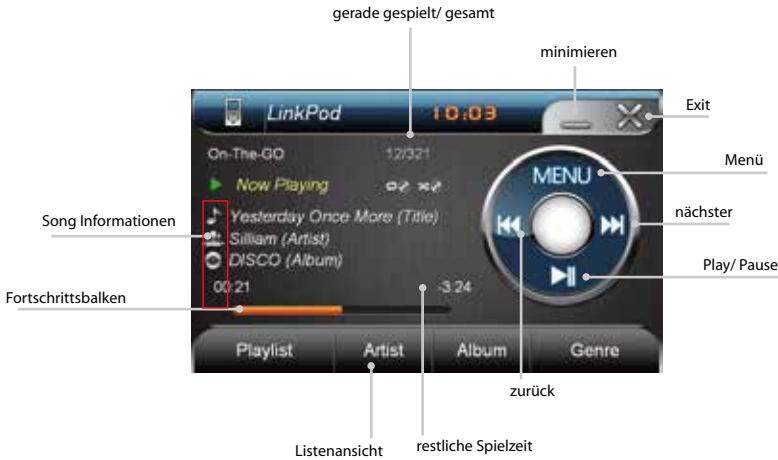 gerade gespielt/ gesamt
minimieren
LinkPod 10:03
Exit
On-The-GO 12/321
MENU
Menü
Now Playing
Song Informationen
Yesterday Once More (Title)
nächster
Silliam (Artist)
DISCO (Album)
Play/ Pause
00:21 -3:24
Fortschrittsbalken
Playlist Artist Album Genre
zurück
Listenansicht
restliche Spielzeit